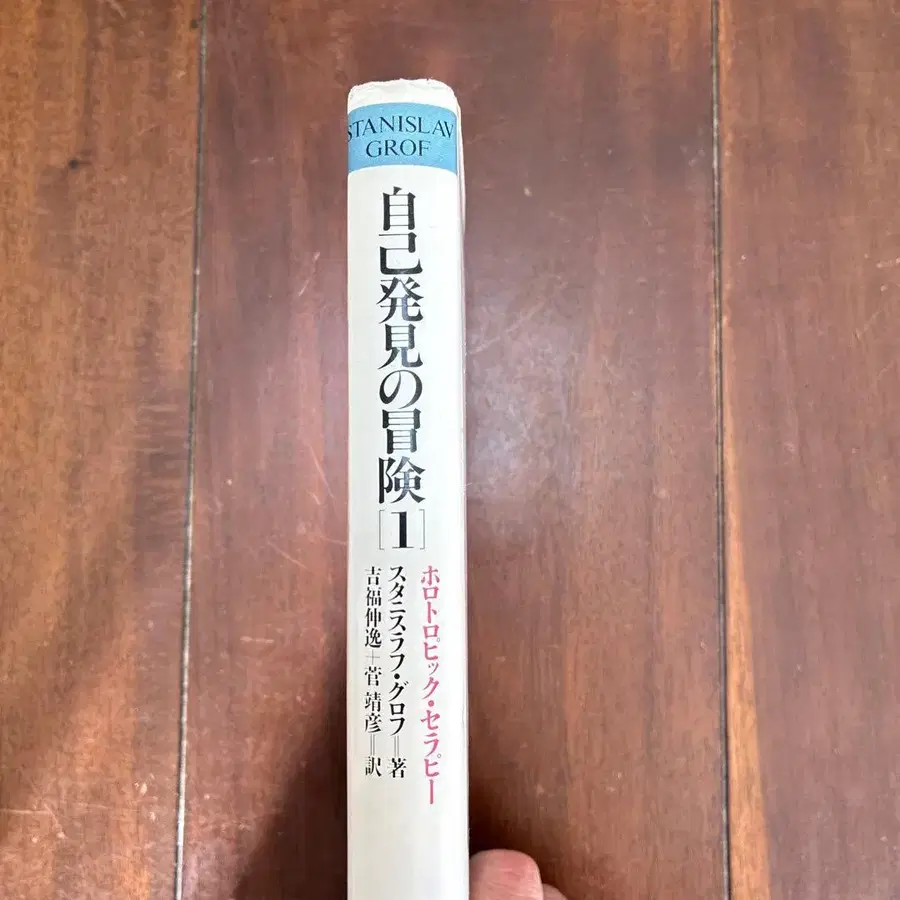 STANISLAV
GROF
自己発見の冒険[1]
ホロトロピック・セラピー
スタニスラフ・グロフ=著
吉福伸逸+菅 靖彦=訳